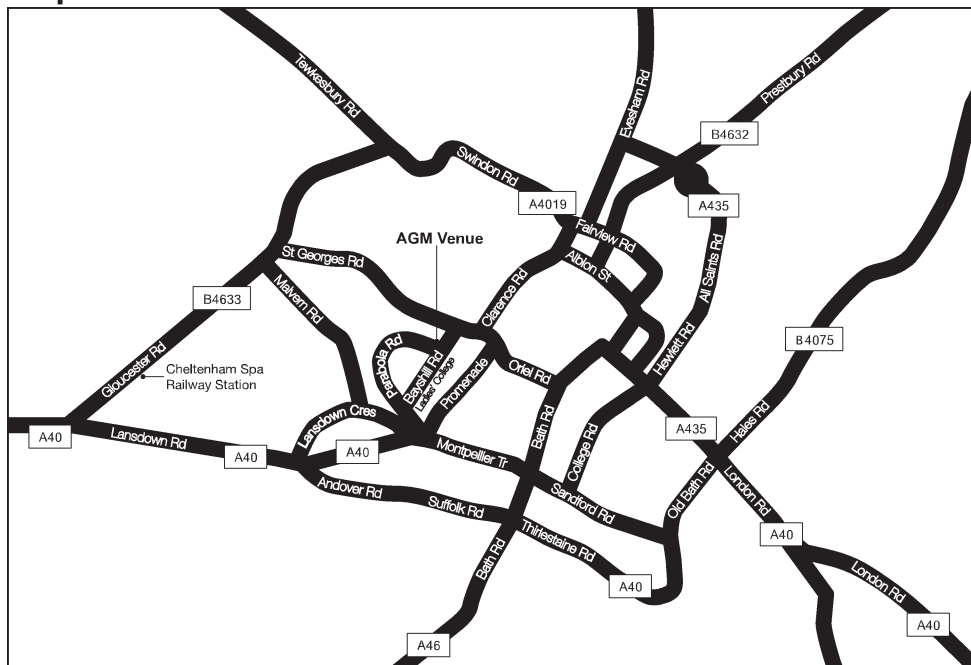 Tewkesbury Rd
Evesham Rd
Prestbury Rd
B4632
Swindon Rd
A4019
A435
Fairview Rd
AGM Venue
St Georges Rd
Albion St
All Saints Rd
Malvern Rd
Clarence Rd
B4633
Hewlett Rd
B4075
Parabola Rd
Bayshill Rd
Ladies' College
Promenade
Oriel Rd
Gloucester Rd
Cheltenham Spa
Railway Station
Lansdown Cres
Hales Rd
A40
Lansdown Rd
A40
A40
Montpellier Tr
Bath Rd
College Rd
A435
Andover Rd
Suffolk Rd
Sandford Rd
Old Bath Rd
London Rd
Thirlestaine Rd
Bath Rd
A40
A40
London Rd
A40
A46